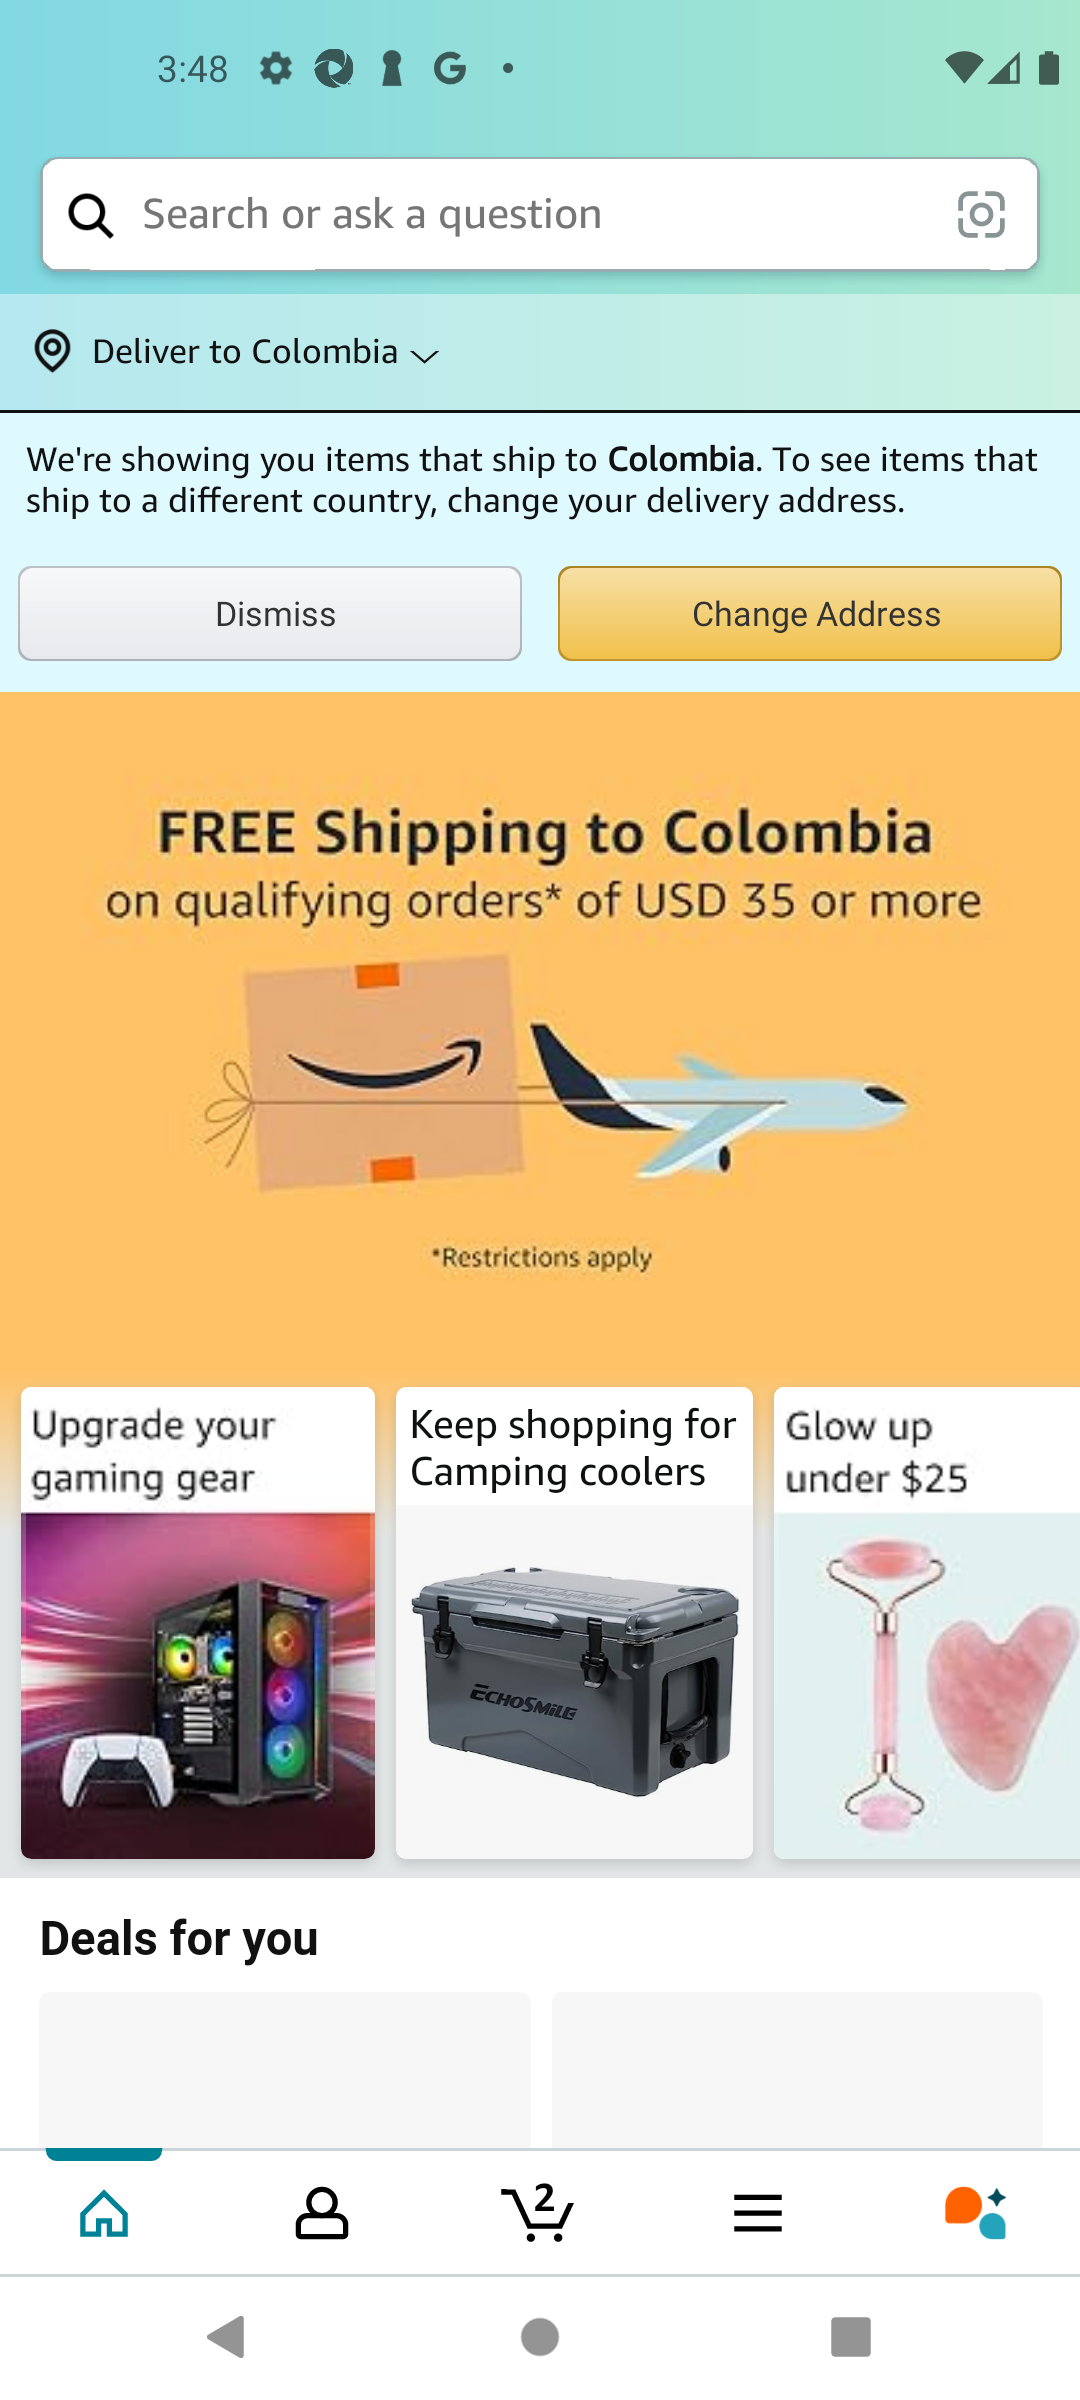 3:48
Search or ask a question
Deliver to Colombia
We're showing you items that ship to Colombia. To see items that
ship to a different country, change your delivery address.
Dismiss
Change Address
FREE Shipping to Colombia
on qualifying orders* of USD 35 or more
*Restrictions apply
Upgrade your
gaming gear
Keep shopping for
Camping coolers
ECHOSMILE
Glow up
under $25
Deals for you
2